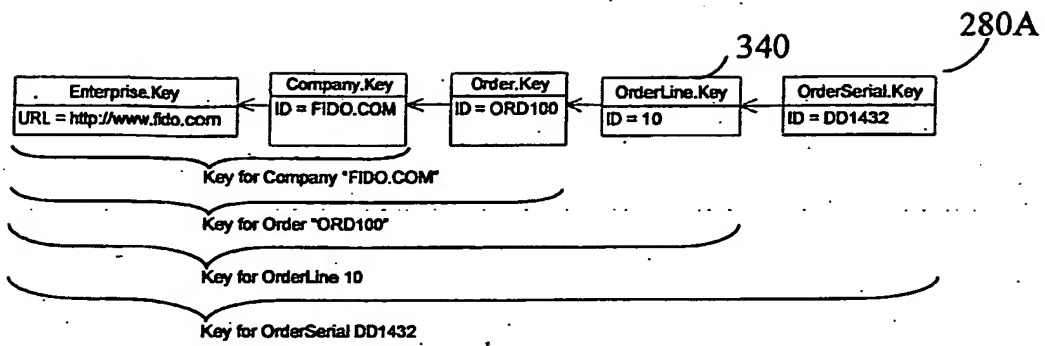 280A
340
Enterprise.Key
URL = http://www.fido.com
Company.Key
ID = FIDO.COM
Order.Key
ID = ORD100
OrderLine.Key
ID = 10
OrderSerial.Key
ID = DD1432
Key for Company "FIDO.COM"
Key for Order "ORD100"
Key for OrderLine 10
Key for OrderSerial DD1432